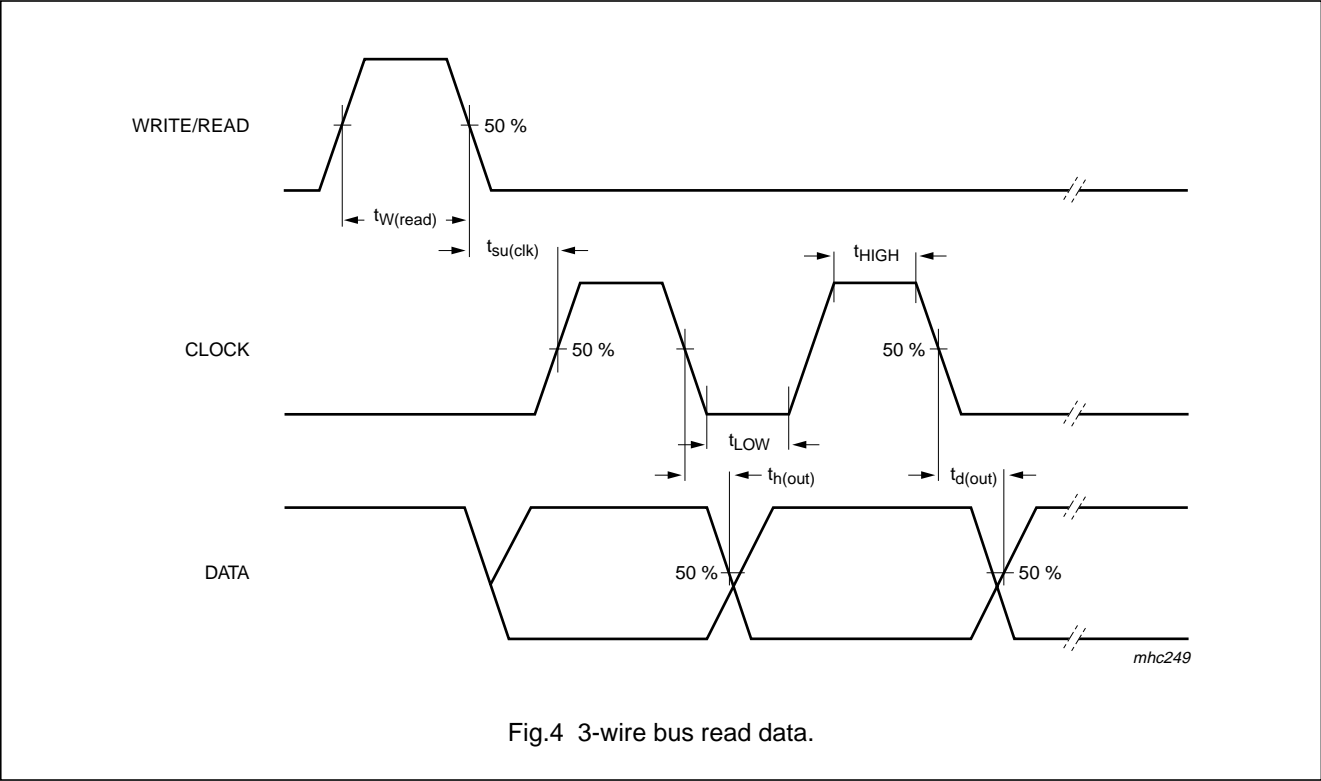 WRITE/READ
50 %
tW(read)
tsu(clk)
tHIGH
CLOCK
50 %
50 %
tLOW
th(out)
td(out)
DATA
50 %
50 %
mhc249
Fig.4 3-wire bus read data.